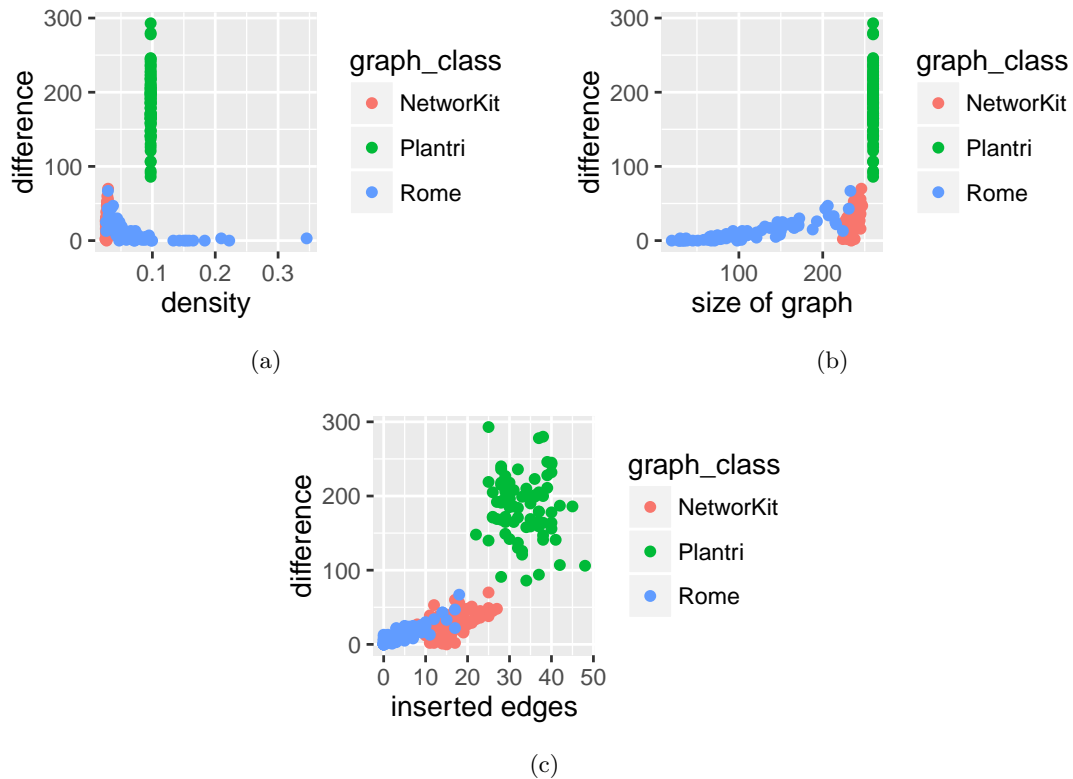 300
200
100
0
difference
0.1
0.2
0.3
density
graph_class
NetworKit
Plantri
Rome
(a)
300
200
100
0
difference
100
200
size of graph
graph_class
NetworKit
Plantri
Rome
(b)
300
200
100
0
difference
0
10
20
30
40
50
inserted edges
graph_class
NetworKit
Plantri
Rome
(c)